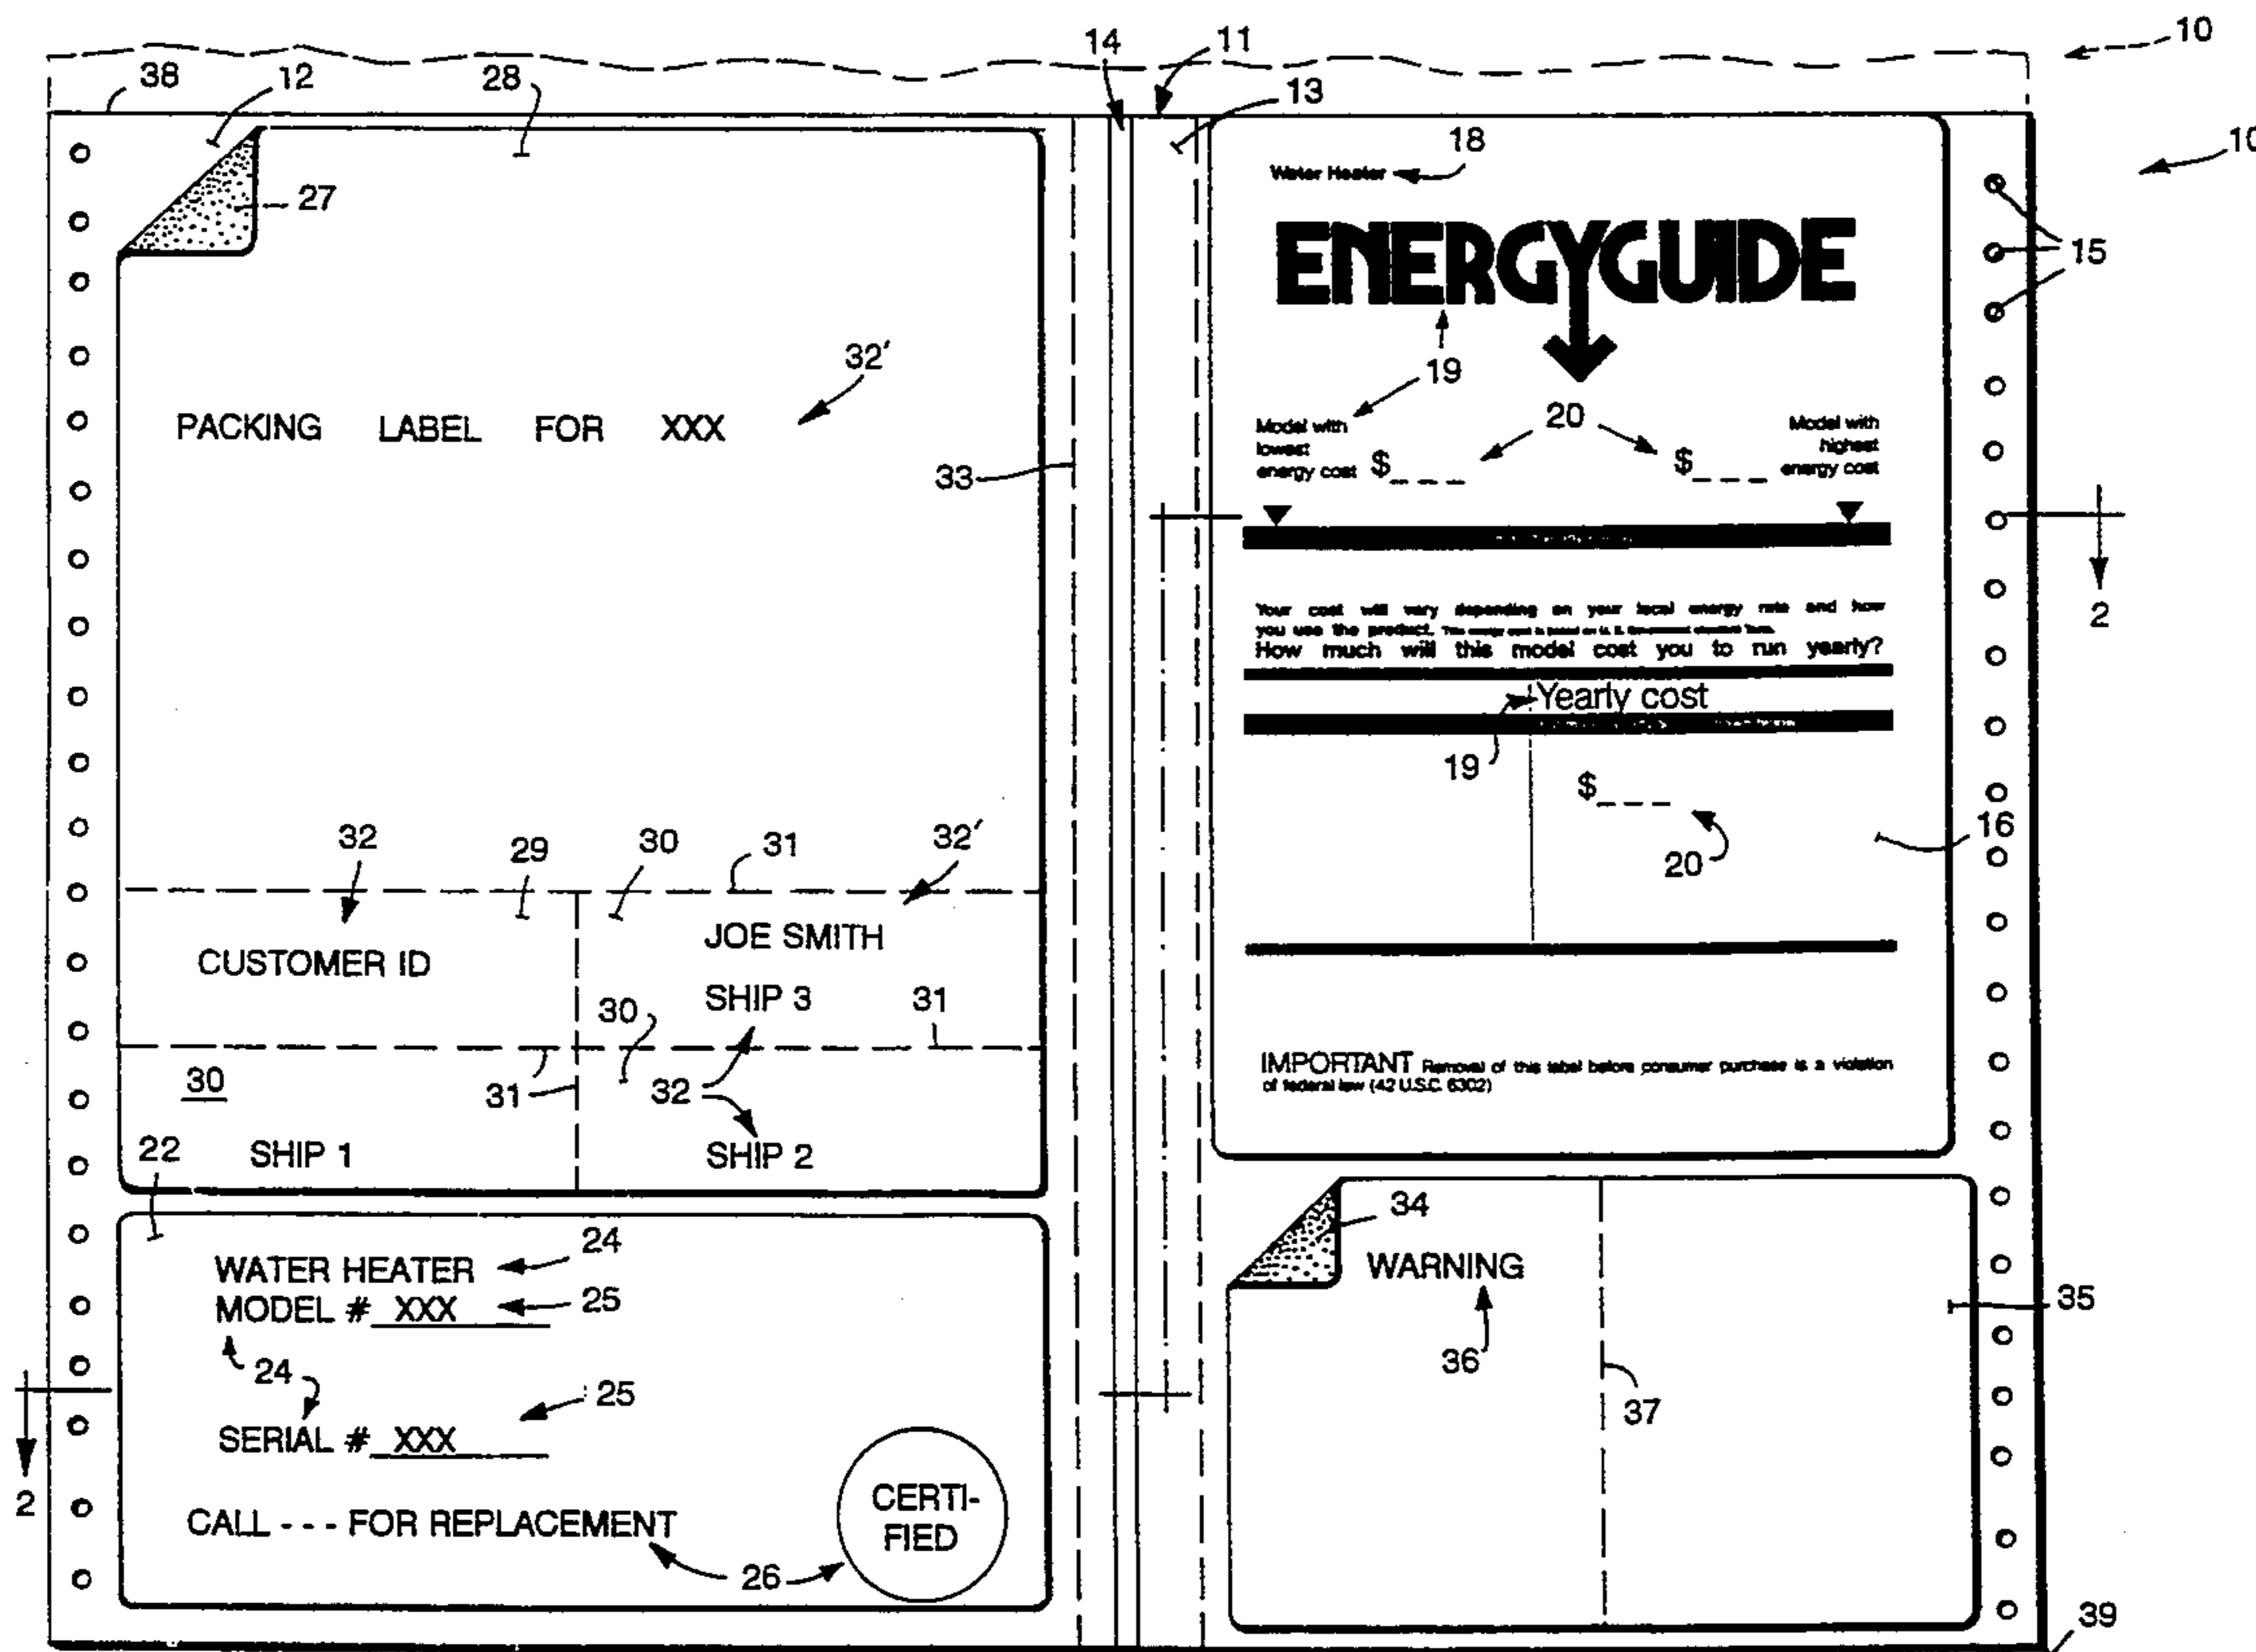 10
14
11
38
12
28
13
10
27
18
Water Heater
ENERGYGUIDE
15
19
32'
PACKING LABEL FOR XXX
20
Model with
lowest
energy cost $_ _ _ _
$_ _ _ _
Model with
highest
energy cost
33
2
Your cost will vary depending on your local energy rate and how
you use the product.
How much will this model cost you to run yearly?
Yearly cost
19
$_ _ _ _
20
16
32
29
30
31
32'
CUSTOMER ID
JOE SMITH
SHIP 3
30
31
30
31
32
22
SHIP 1
SHIP 2
IMPORTANT Removal of this label before consumer purchase is a violation
of federal law (42 U.S.C. 6302)
24
WATER HEATER
MODEL # XXX
25
24
25
SERIAL # XXX
CALL - - - FOR REPLACEMENT
CERTI-
FIED
26
2
34
WARNING
36
37
35
39